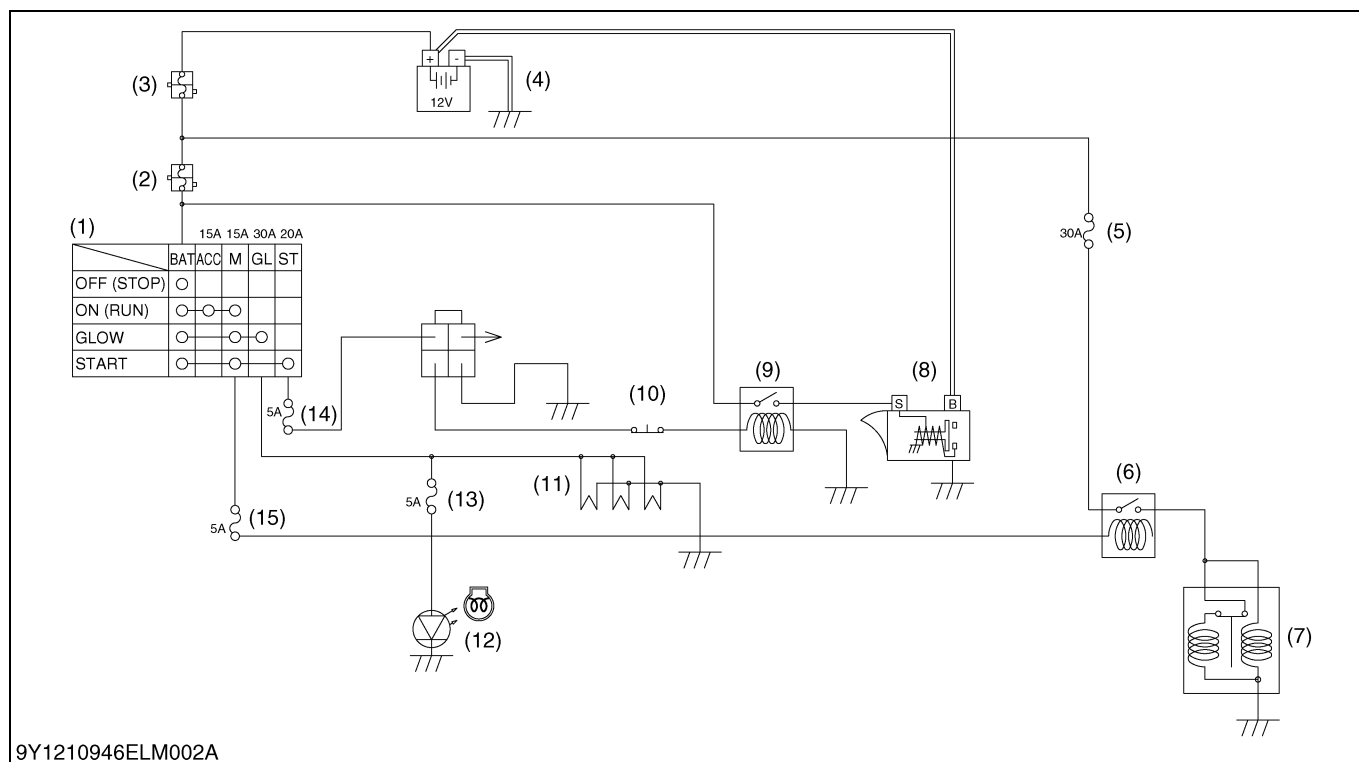 (3)
+
-
(4)
12V
(2)
(1)
15A 15A 30A 20A
BAT ACC M GL ST
OFF (STOP)
ON (RUN)
GLOW
START
30A
(5)
(9)
(8)
(10)
5A
(14)
S
B
(6)
(11)
5A
(13)
5A
(15)
(12)
(7)
9Y1210946ELM002A